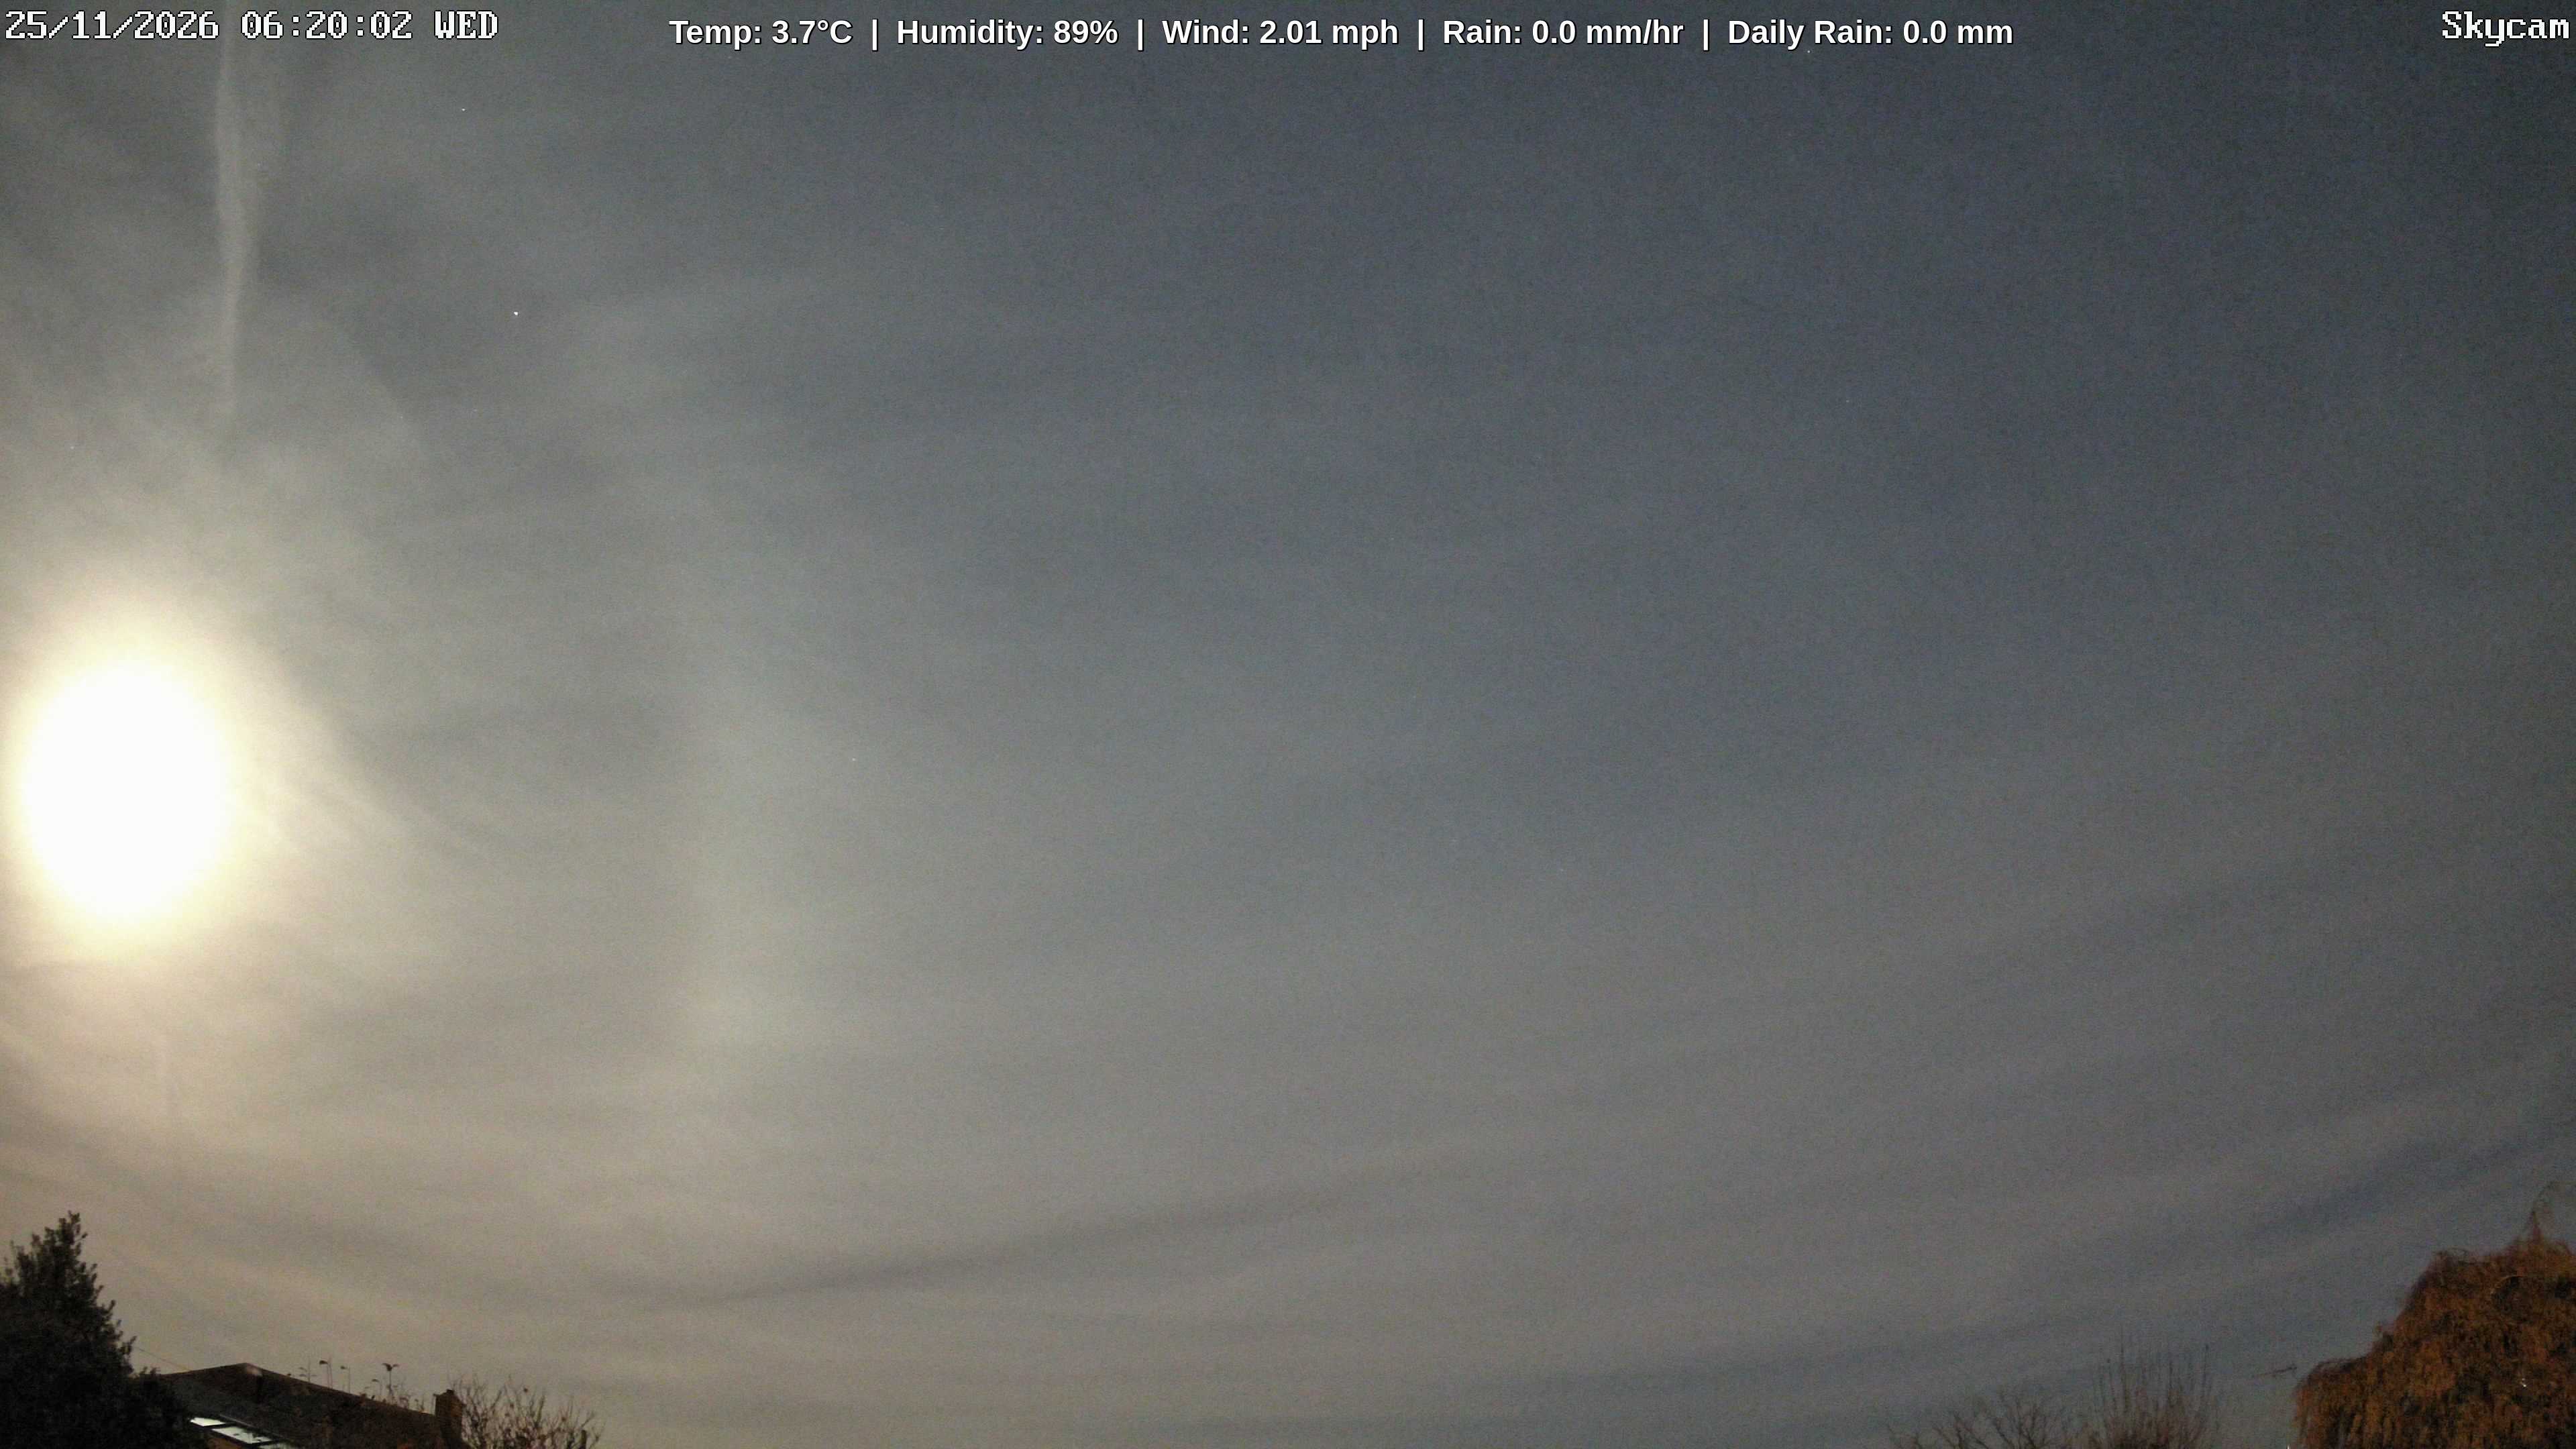 25/11/2026 06:20:02 WED
Temp: 3.7°C | Humidity: 89% | Wind: 2.01 mph | Rain: 0.0 mm/hr | Daily Rain: 0.0 mm
Skycam